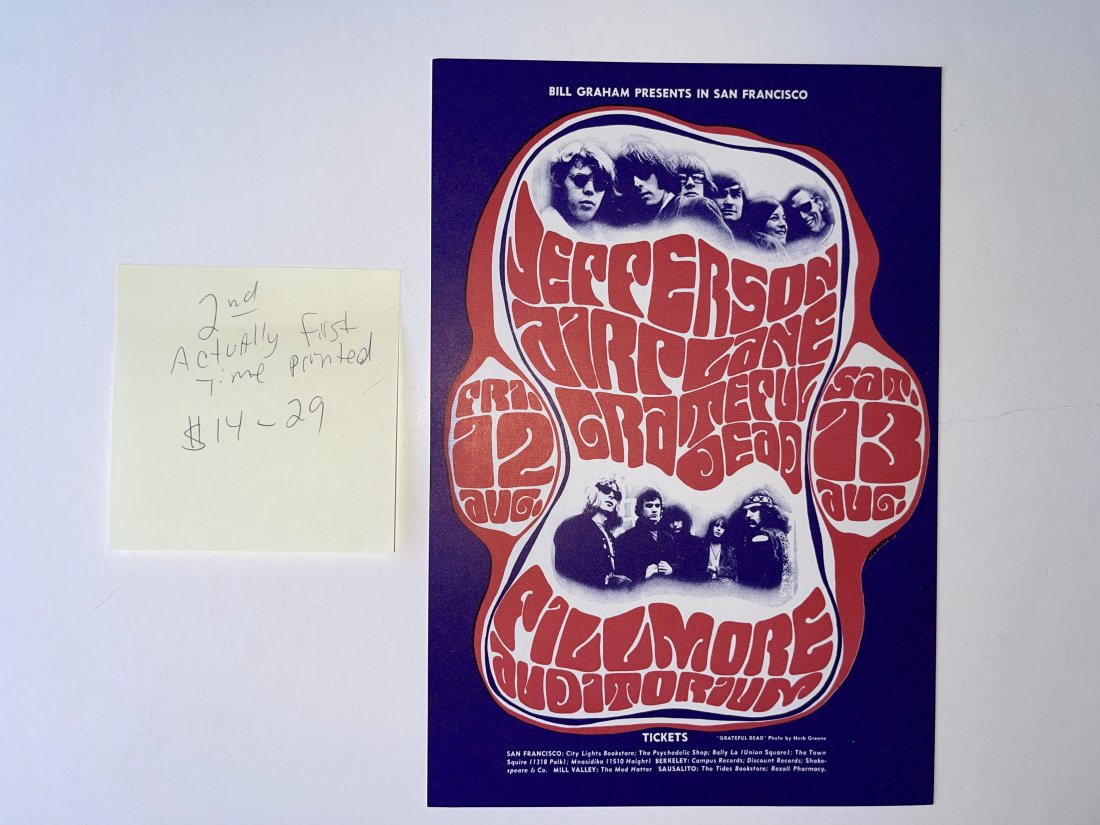 2nd
Actually First
Time printed
$14 - 29
BILL GRAHAM PRESENTS IN SAN FRANCISCO
JEFFERSON
AIRPLANE
GRATEFUL
DEAD
FRI.
12
AUG.
SAT.
13
AUG.
FILLMORE
AUDITORIUM
TICKETS
"GRATEFUL DEAD" Photo by Herb Greene
SAN FRANCISCO: City Lights Bookstore; The Psychedelic Shop; Bally Lo (Union Square); The Town
Squire (1318 Polk); Mnasidika (1510 Haight) BERKELEY: Campus Records; Discount Records; Shake-
speare & Co. MILL VALLEY: The Mod Hatter SAUSALITO: The Tides Bookstore; Rexall Pharmacy.